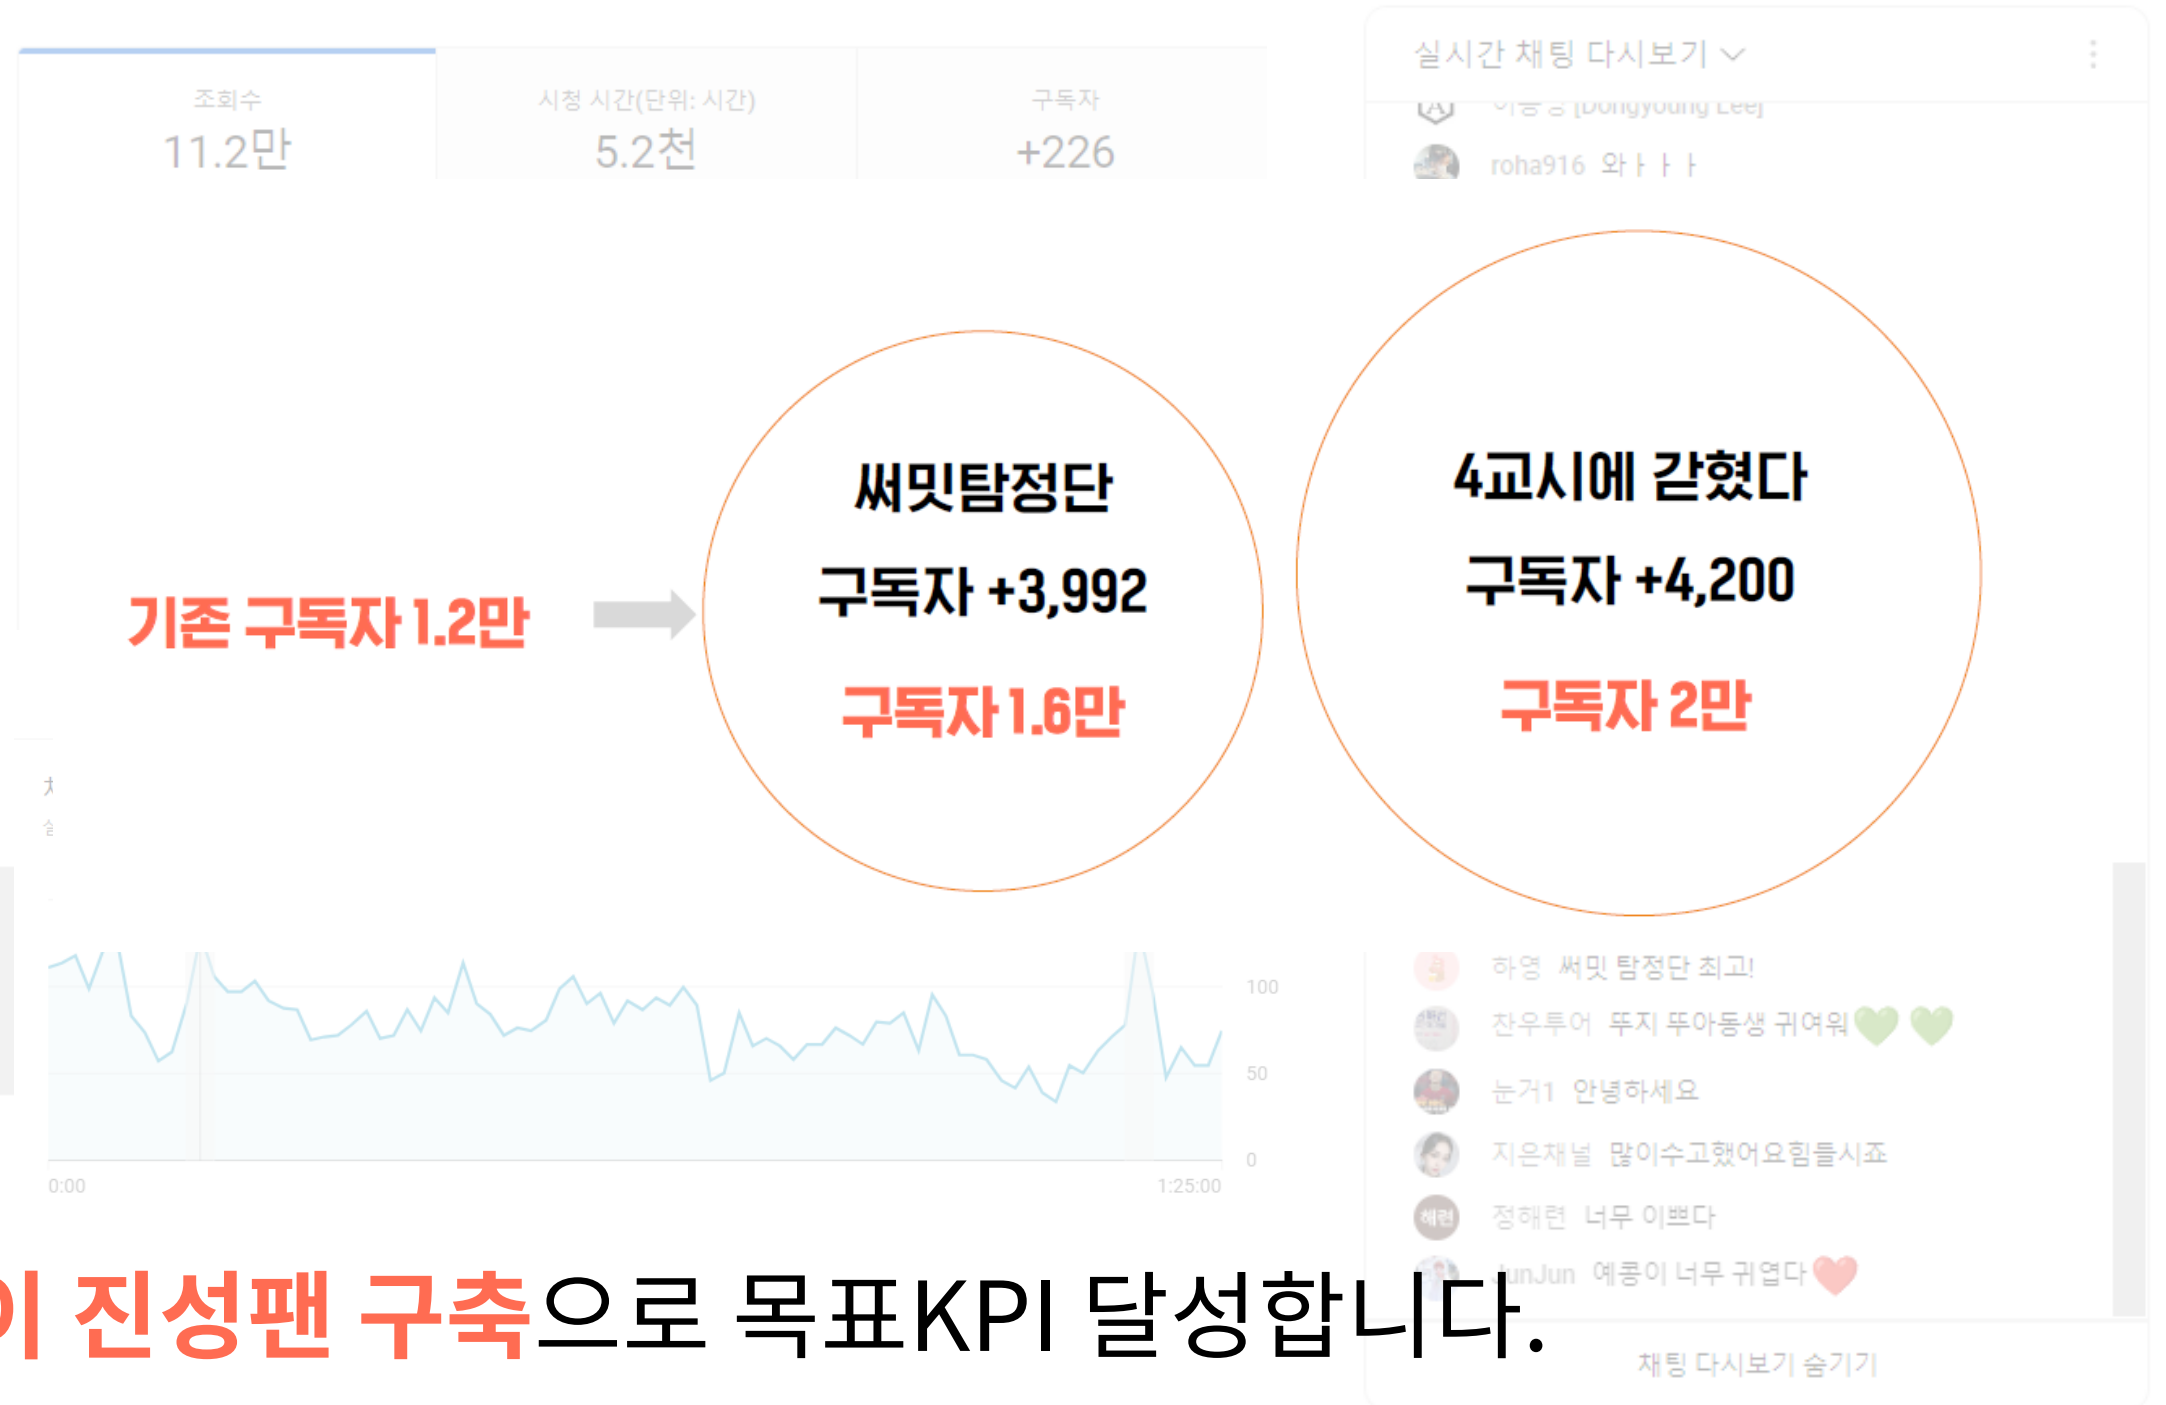 조회수
11.2만
시청 시간(단위: 시간)
5.2천
구독자
+226
실시간 채팅 다시보기
[Dongyoung Lee]
roha916 와ㅏㅏㅏ
기존 구독자 1.2만
써밋탐정단
구독자 +3,992
구독자 1.6만
4교시에 갇혔다
구독자 +4,200
구독자 2만
100
50
0
0:00
1:25:00
하영 써밋 탐정단 최고!
찬우투어 뚜지 뚜아동생 귀여워💚 💚
눈거1 안녕하세요
지은채널 많이수고했어요힘들시죠
해련
정해련 너무 이쁘다
JunJun 예콩이 너무 귀엽다❤️
이 진성팬 구축으로 목표KPI 달성합니다.
채팅 다시보기 숨기기